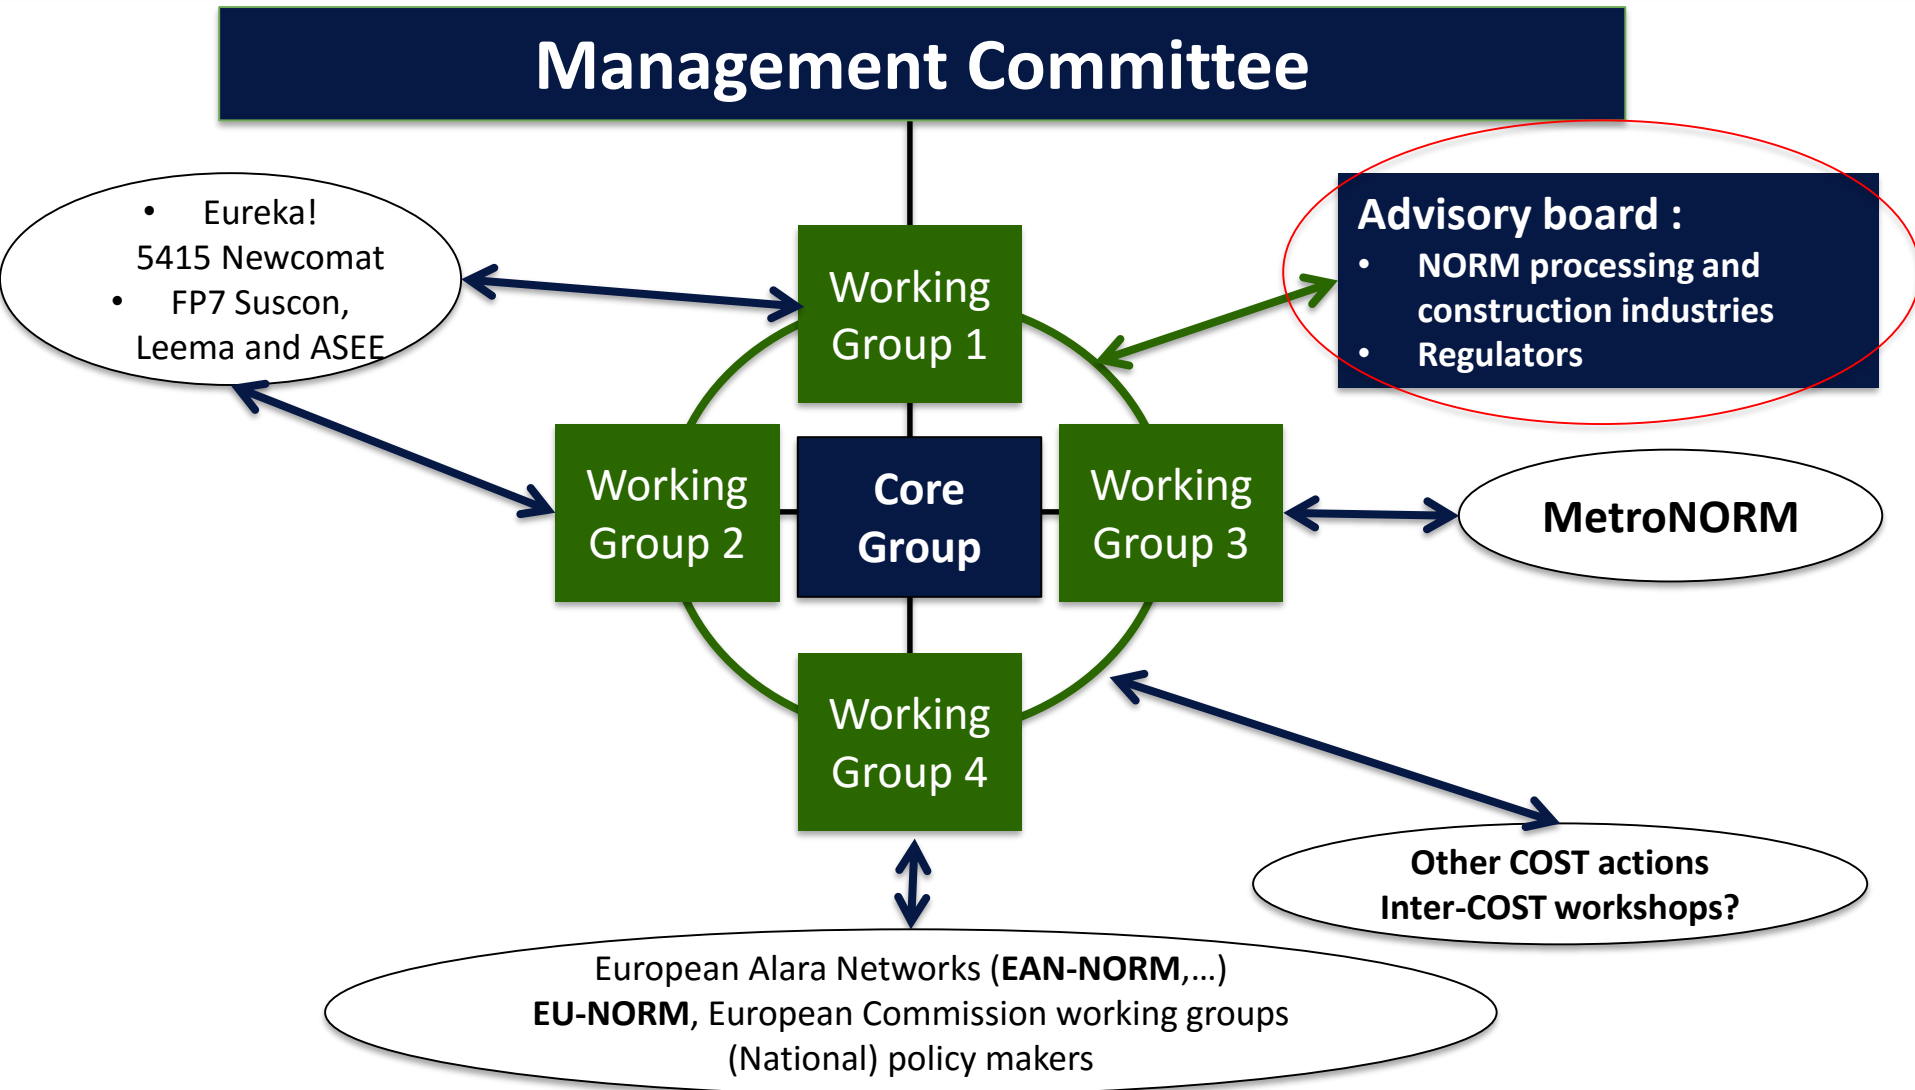 Management Committee
• Eureka!
5415 Newcomat
• FP7 Suscon,
Leema and ASEE
Working
Group 1
Advisory board :
• NORM processing and
construction industries
• Regulators
Working
Group 2
Core
Group
Working
Group 3
MetroNORM
Working
Group 4
Other COST actions
Inter-COST workshops?
European Alara Networks (EAN-NORM,...)
EU-NORM, European Commission working groups
(National) policy makers